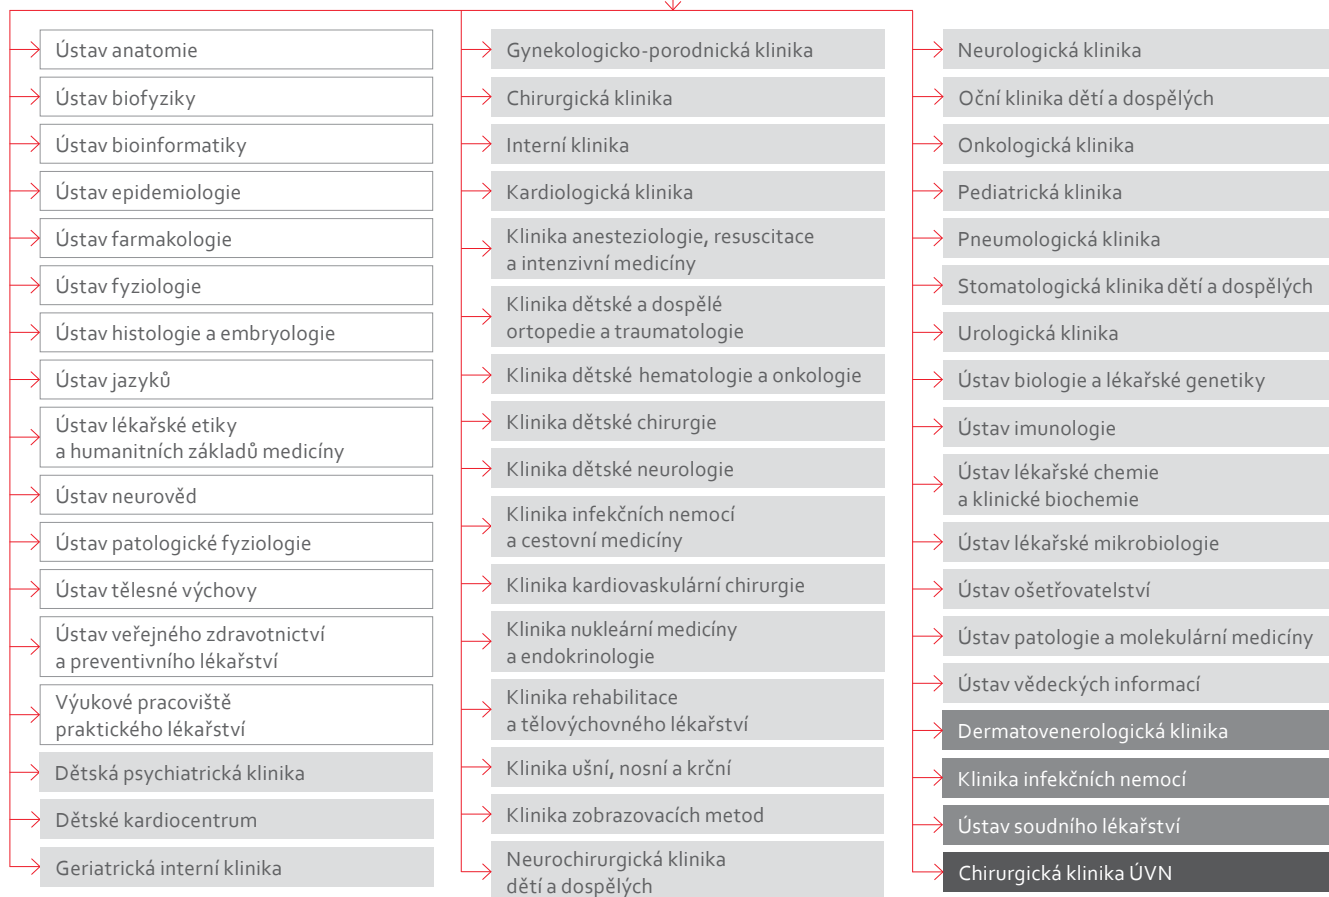 Ústav anatomie
Ústav biofyziky
Ústav bioinformatiky
Ústav epidemiologie
Ústav farmakologie
Ústav fyziologie
Ústav histologie a embryologie
Ústav jazyků
Ústav lékařské etiky
a humanitních základů medicíny
Ústav neurověd
Ústav patologické fyziologie
Ústav tělesné výchovy
Ústav veřejného zdravotnictví
a preventivního lékařství
Výukové pracoviště
praktického lékařství
Dětská psychiatrická klinika
Dětské kardiocentrum
Geriatrická interní klinika
Gynekologicko-porodnická klinika
Chirurgická klinika
Interní klinika
Kardiologická klinika
Klinika anesteziologie, resuscitace
a intenzivní medicíny
Klinika dětské a dospělé
ortopedie a traumatologie
Klinika dětské hematologie a onkologie
Klinika dětské chirurgie
Klinika dětské neurologie
Klinika infekčních nemocí
a cestovní medicíny
Klinika kardiovaskulární chirurgie
Klinika nukleární medicíny
a endokrinologie
Klinika rehabilitace
a tělovýchovného lékařství
Klinika ušní, nosní a krční
Klinika zobrazovacích metod
Neurochirurgická klinika
dětí a dospělých
Neurologická klinika
Oční klinika dětí a dospělých
Onkologická klinika
Pediatrická klinika
Pneumologická klinika
Stomatologická klinika dětí a dospělých
Urologická klinika
Ústav biologie a lékařské genetiky
Ústav imunologie
Ústav lékařské chemie
a klinické biochemie
Ústav lékařské mikrobiologie
Ústav ošetřovatelství
Ústav patologie a molekulární medicíny
Ústav vědeckých informací
Dermatovenerologická klinika
Klinika infekčních nemocí
Ústav soudního lékařství
Chirurgická klinika ÚVN